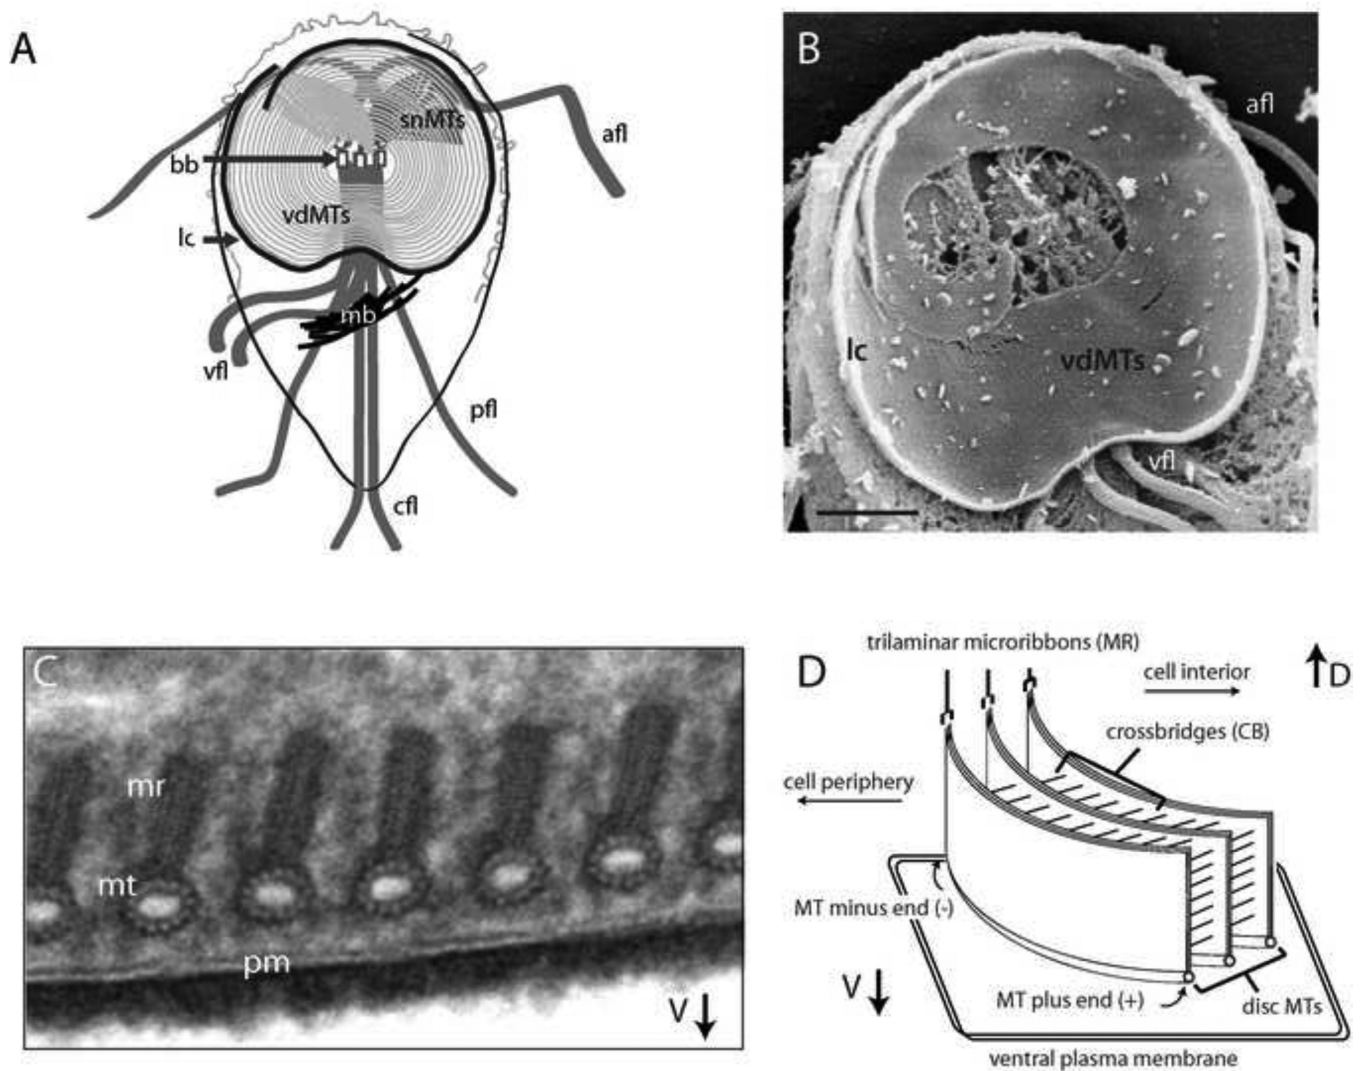 A
snMTs
afl
bb
vdMTs
lc
mb
vfl
pfl
cfl
B
afl
lc
vdMTs
vfl
C
mr
mt
pm
V
D
trilaminar microribbons (MR)
cell interior
D
crossbridges (CB)
cell periphery
MT minus end (-)
V
MT plus end (+)
disc MTs
ventral plasma membrane